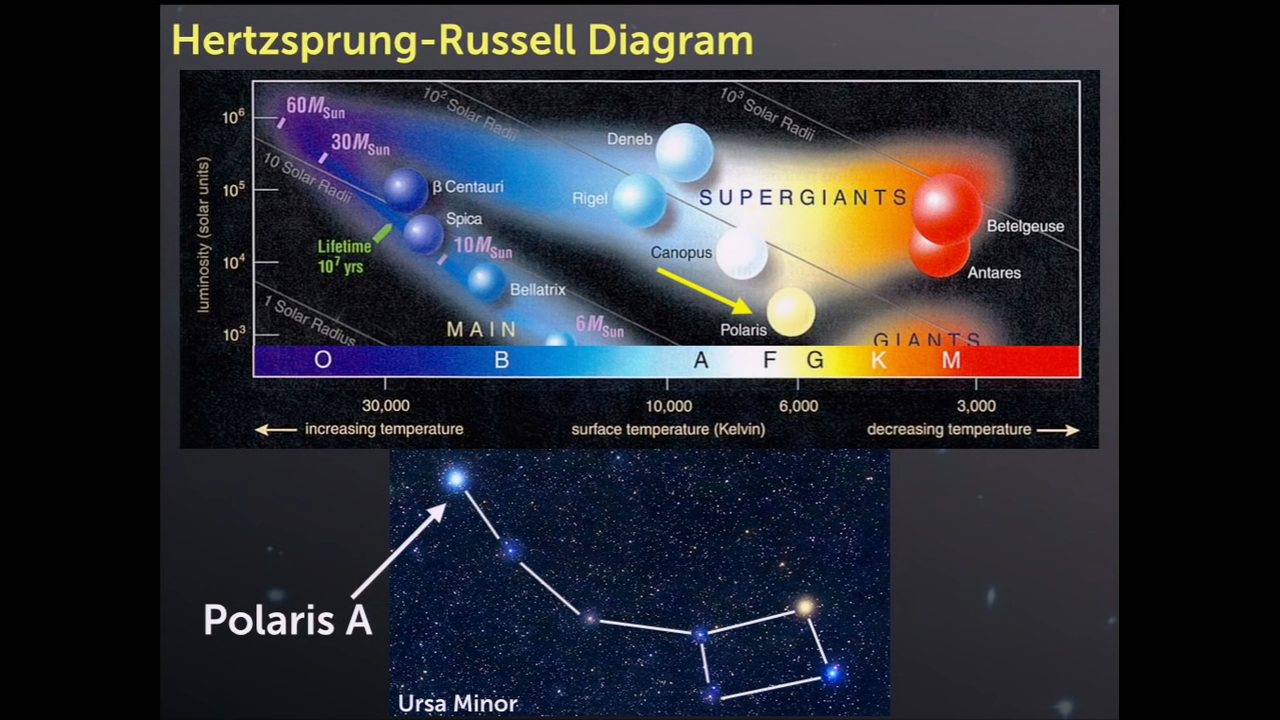 Hertzsprung-Russell Diagram
10² Solar Radii
10³ Solar Radii
10⁶
60MSun
30MSun
Deneb
10 Solar Radii
10⁵
β Centauri
Rigel
SUPERGIANTS
Spica
Betelgeuse
Lifetime
10⁷ yrs
10MSun
Canopus
10⁴
Antares
Bellatrix
luminosity (solar units)
1 Solar Radius
MAIN
6MSun
Polaris
10³
GIANTS
O B A F G K M
30,000 10,000 6,000 3,000
increasing temperature surface temperature (Kelvin) decreasing temperature
Polaris A
Ursa Minor